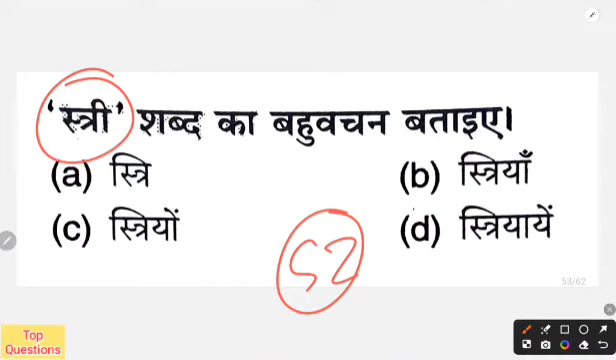 'स्त्री' शब्द का बहुवचन बताइए।
(a) स्त्रि (b) स्त्रियाँ
(c) स्त्रियों (d) स्त्रियायें
52
53/62
Top
Questions